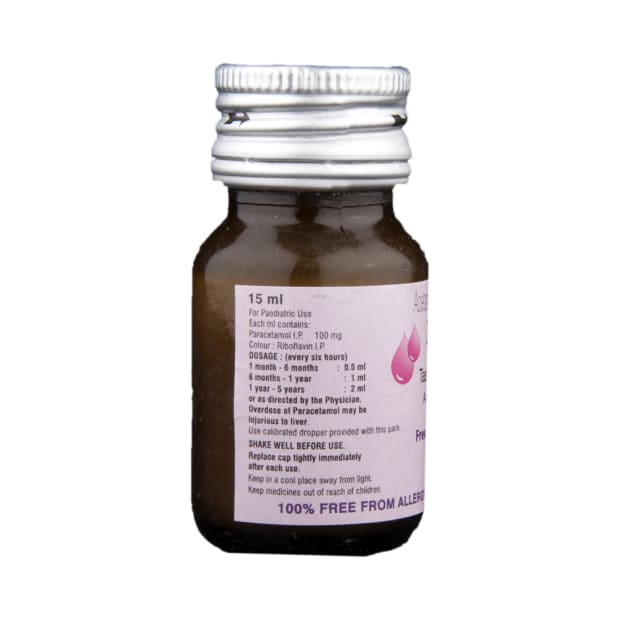 15 ml
For Paediatric Use
Each ml contains:
Paracetamol I.P. 100 mg
Colour : Riboflavin I.P.
DOSAGE : (every six hours)
1 month - 6 months : 0.5 ml
6 months - 1 year : 1 ml
1 year - 5 years : 2 ml
or as directed by the Physician.
Overdose of Paracetamol may be
injurious to liver.
Use calibrated dropper provided with this pack.
SHAKE WELL BEFORE USE.
Replace cap tightly immediately
after each use.
Keep in a cool place away from light.
Keep medicines out of reach of children.
100% FREE FROM ALLERG